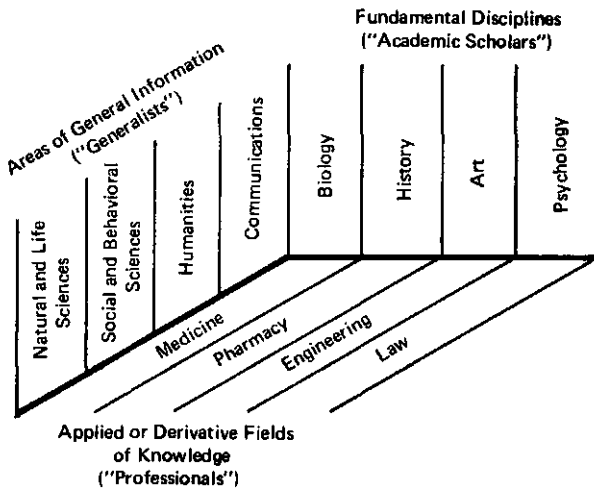 Fundamental Disciplines
("Academic Scholars")
Areas of General Information
("Generalists")
Natural and Life
Sciences
Social and Behavioral
Sciences
Humanities
Communications
Biology
History
Art
Psychology
Medicine
Pharmacy
Engineering
Law
Applied or Derivative Fields
of Knowledge
("Professionals")